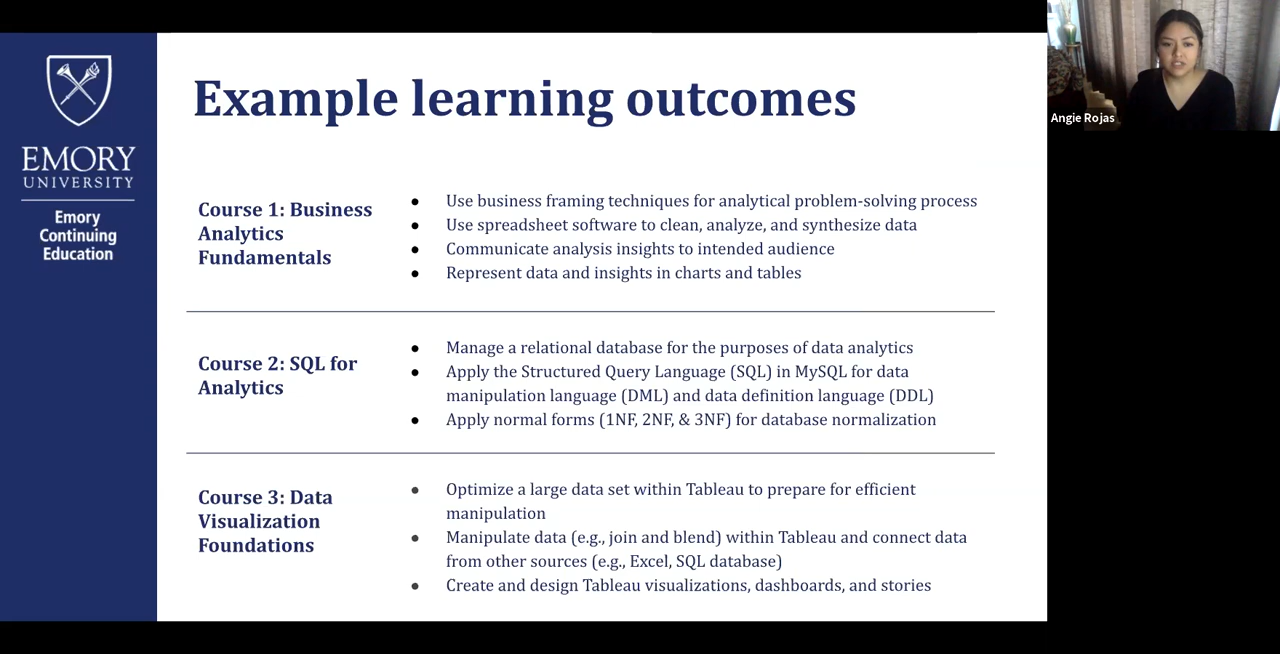 EMORY
UNIVERSITY
Emory
Continuing
Education
Example learning outcomes
Course 1: Business
Analytics
Fundamentals
● Use business framing techniques for analytical problem-solving process
● Use spreadsheet software to clean, analyze, and synthesize data
● Communicate analysis insights to intended audience
● Represent data and insights in charts and tables
Course 2: SQL for
Analytics
● Manage a relational database for the purposes of data analytics
● Apply the Structured Query Language (SQL) in MySQL for data
manipulation language (DML) and data definition language (DDL)
● Apply normal forms (1NF, 2NF, & 3NF) for database normalization
Course 3: Data
Visualization
Foundations
● Optimize a large data set within Tableau to prepare for efficient
manipulation
● Manipulate data (e.g., join and blend) within Tableau and connect data
from other sources (e.g., Excel, SQL database)
● Create and design Tableau visualizations, dashboards, and stories
Angie Rojas